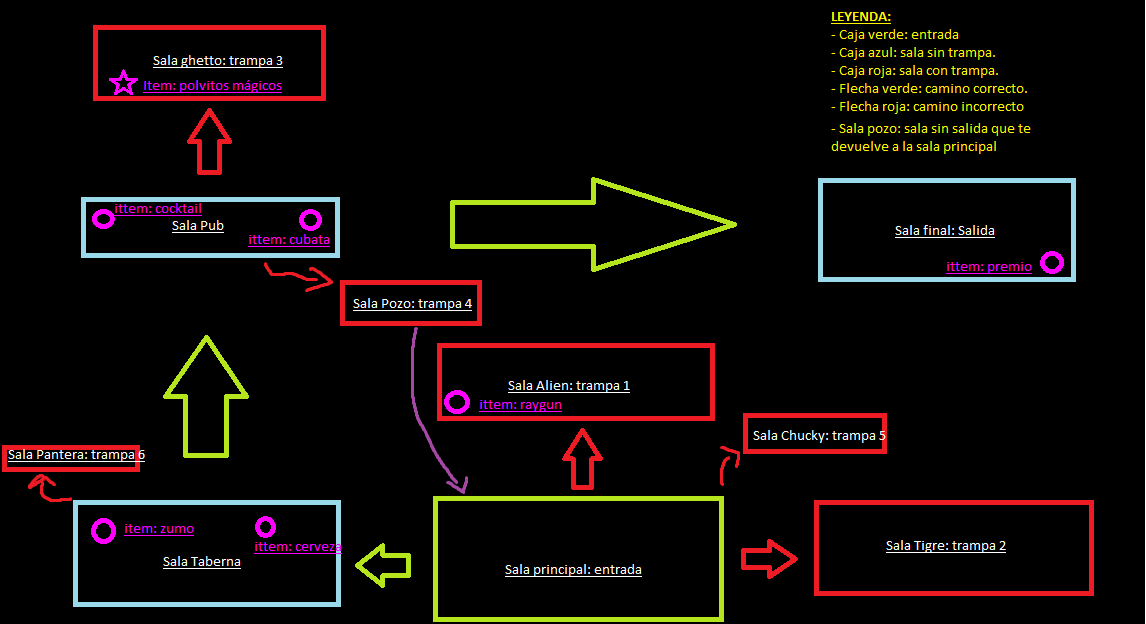 LEYENDA:
- Caja verde: entrada
- Caja azul: sala sin trampa.
- Caja roja: sala con trampa.
- Flecha verde: camino correcto.
- Flecha roja: camino incorrecto
- Sala pozo: sala sin salida que te
devuelve a la sala principal
Sala ghetto: trampa 3
Item: polvitos mágicos
ittem: cocktail
Sala Pub
ittem: cubata
Sala final: Salida
ittem: premio
Sala Pozo: trampa 4
Sala Alien: trampa 1
ittem: raygun
Sala Chucky: trampa 5
Sala Pantera: trampa 6
item: zumo
ittem: cerveza
Sala Taberna
Sala principal: entrada
Sala Tigre: trampa 2